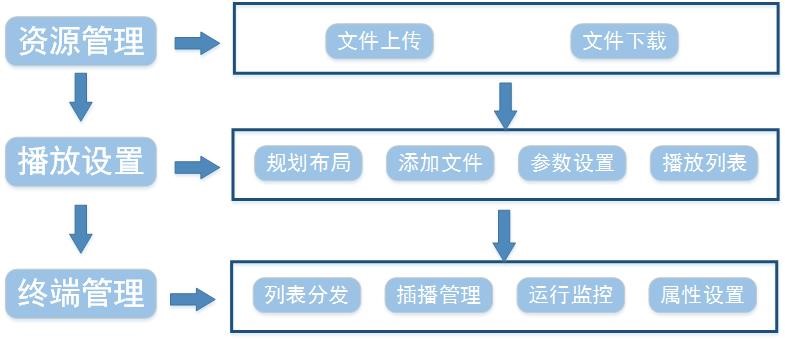 资源管理
文件上传
文件下载
播放设置
规划布局
添加文件
参数设置
播放列表
终端管理
列表分发
插播管理
运行监控
属性设置